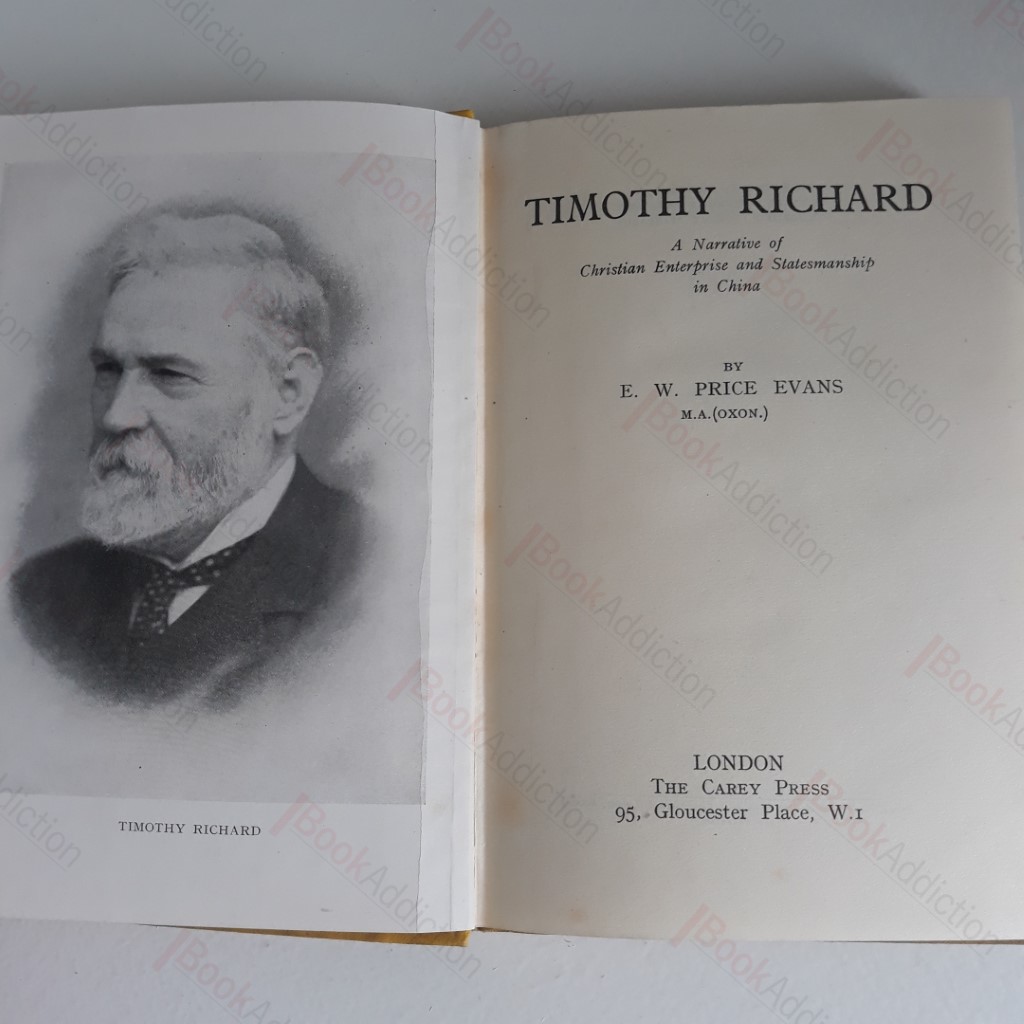 TIMOTHY RICHARD
TIMOTHY RICHARD
A Narrative of
Christian Enterprise and Statesmanship
in China
BY
E. W. PRICE EVANS
M.A.(OXON.)
LONDON
THE CAREY PRESS
95, Gloucester Place, W.1
BookAddiction